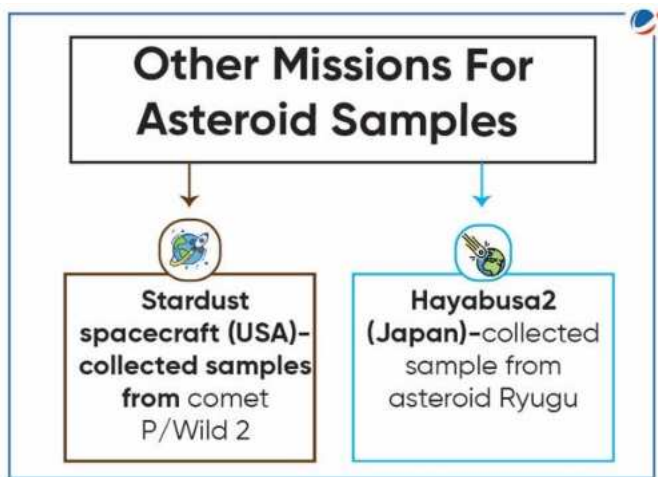 Other Missions For
Asteroid Samples
Stardust
spacecraft (USA)-
collected samples
from comet
P/Wild 2
Hayabusa2
(Japan)-collected
sample from
asteroid Ryugu